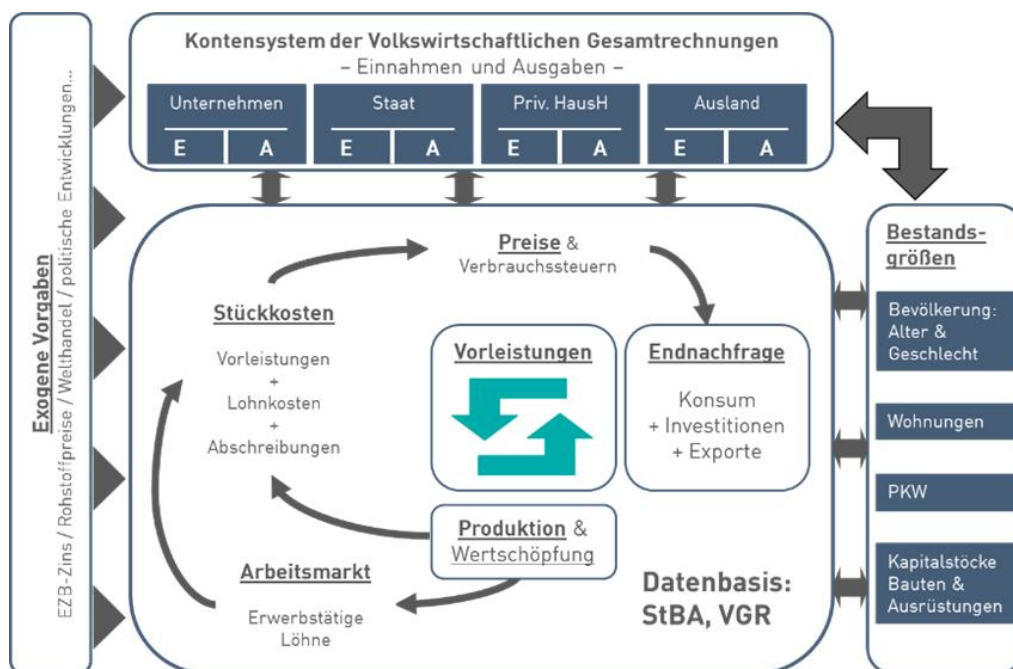 Exogene Vorgaben
EZB-Zins / Rohstoffpreise / Welthandel / politische Entwicklungen...
Kontensystem der Volkswirtschaftlichen Gesamtrechnungen
– Einnahmen und Ausgaben –
Unternehmen
E A
Staat
E A
Priv. HausH
E A
Ausland
E A
Preise &
Verbrauchssteuern
Stückkosten
Vorleistungen
+
Lohnkosten
+
Abschreibungen
Vorleistungen
Endnachfrage
Konsum
+ Investitionen
+ Exporte
Produktion &
Wertschöpfung
Arbeitsmarkt
Erwerbstätige
Löhne
Datenbasis:
StBA, VGR
Bestands-
größen
Bevölkerung:
Alter &
Geschlecht
Wohnungen
PKW
Kapitalstöcke
Bauten &
Ausrüstungen